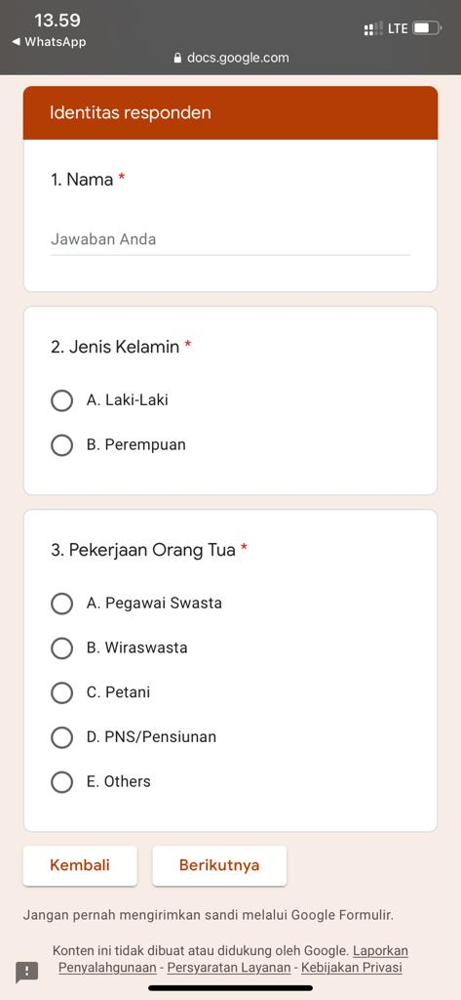 13.59
LTE
◀ WhatsApp
docs.google.com
Identitas responden
1. Nama *
Jawaban Anda
2. Jenis Kelamin *
A. Laki-Laki
B. Perempuan
3. Pekerjaan Orang Tua *
A. Pegawai Swasta
B. Wiraswasta
C. Petani
D. PNS/Pensiunan
E. Others
Kembali
Berikutnya
Jangan pernah mengirimkan sandi melalui Google Formulir.
Konten ini tidak dibuat atau didukung oleh Google. Laporkan
Penyalahgunaan - Persyaratan Layanan - Kebijakan Privasi